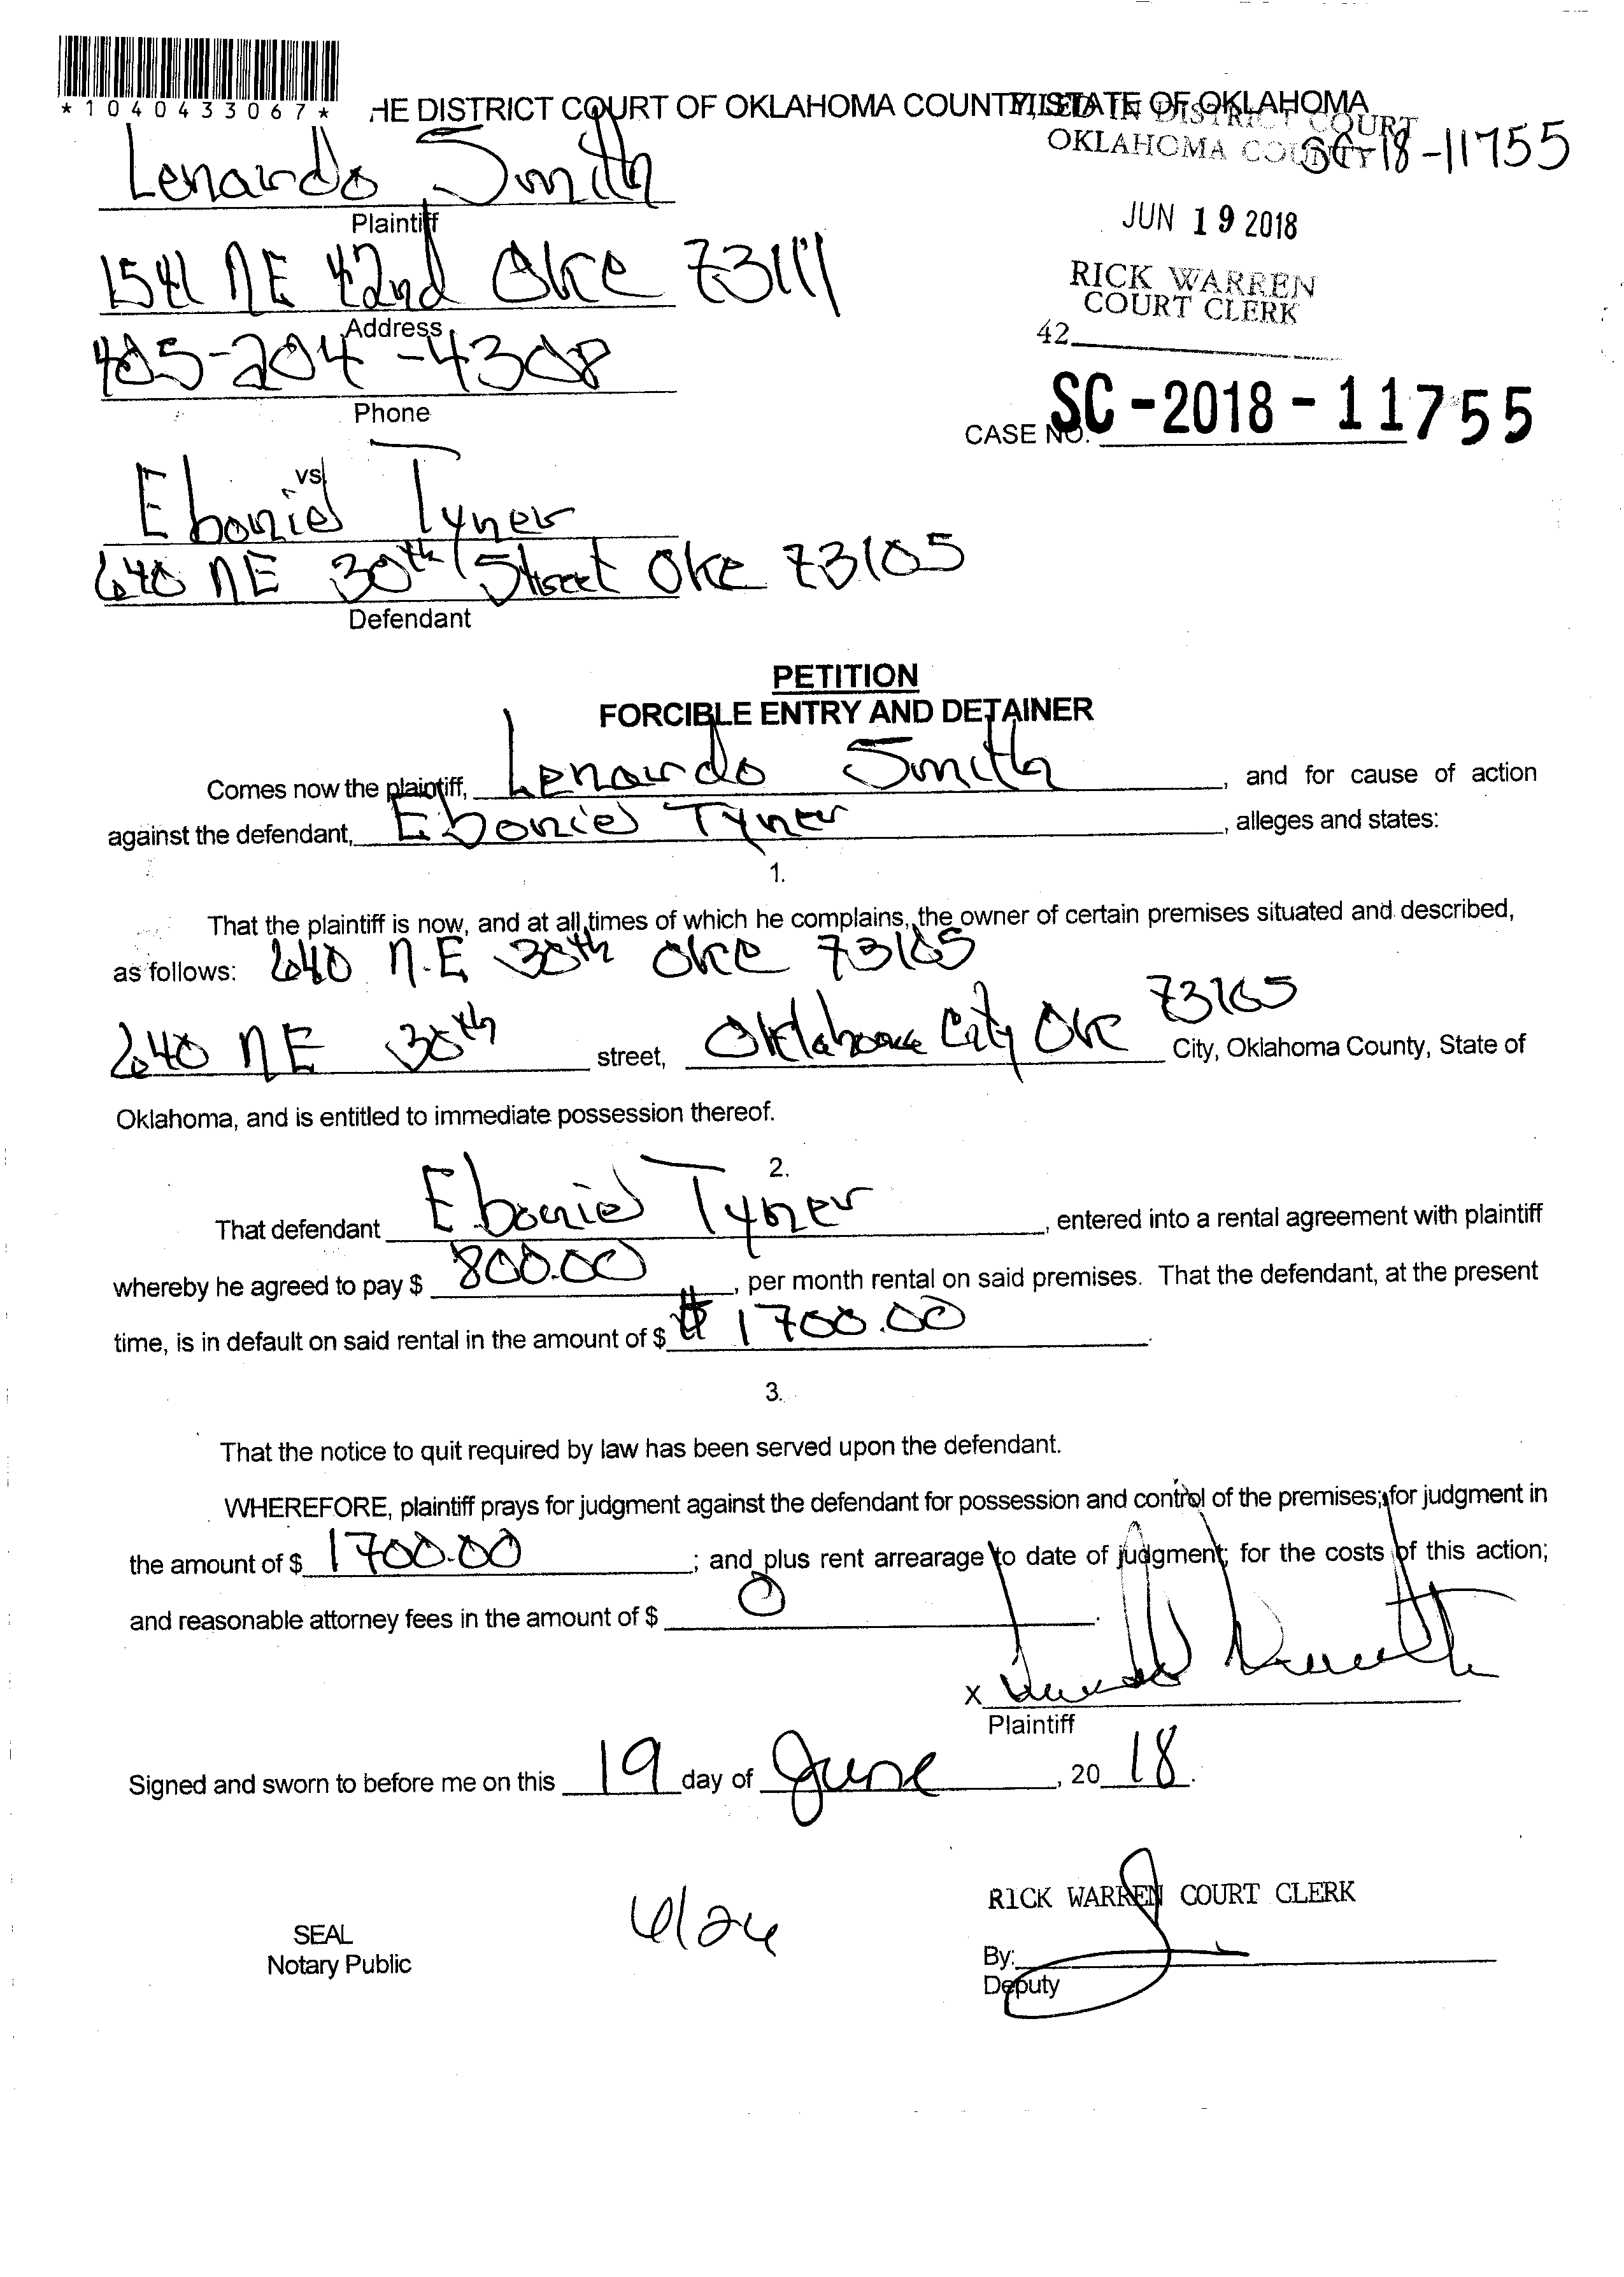 *1040433067*
HE DISTRICT COURT OF OKLAHOMA COUNTY, STATE OF OKLAHOMA
FILED IN DISTRICT COURT
OKLAHOMA COUNTY
SC-18-11755
Lenardo Smith
Plaintiff
JUN 19 2018
1541 NE 42nd Oke 73111
Address
RICK WARREN
COURT CLERK
42
405-204-4308
Phone
CASE NO. SC-2018-11755
vs
Ebonie Tyner
640 NE 30th Street Oke 73105
Defendant
PETITION
FORCIBLE ENTRY AND DETAINER
Comes now the plaintiff, Lenardo Smith, and for cause of action
against the defendant, Ebonie Tyner, alleges and states:
1.
That the plaintiff is now, and at all times of which he complains, the owner of certain premises situated and described,
as follows: 640 N.E 30th Oke 73105
640 NE 30th street, Oklahoma City Oke 73105 City, Oklahoma County, State of
Oklahoma, and is entitled to immediate possession thereof.
2.
That defendant Ebonie Tyner, entered into a rental agreement with plaintiff
whereby he agreed to pay $ 800.00, per month rental on said premises. That the defendant, at the present
time, is in default on said rental in the amount of $ $ 1700.00.
3.
That the notice to quit required by law has been served upon the defendant.
WHEREFORE, plaintiff prays for judgment against the defendant for possession and control of the premises; for judgment in
the amount of $ 1700.00; and plus rent arrearage to date of judgment; for the costs of this action;
and reasonable attorney fees in the amount of $ 0.
X
Plaintiff
Signed and sworn to before me on this 19 day of June, 20 18.
RICK WARREN COURT CLERK
6/26
SEAL
Notary Public
By:
Deputy